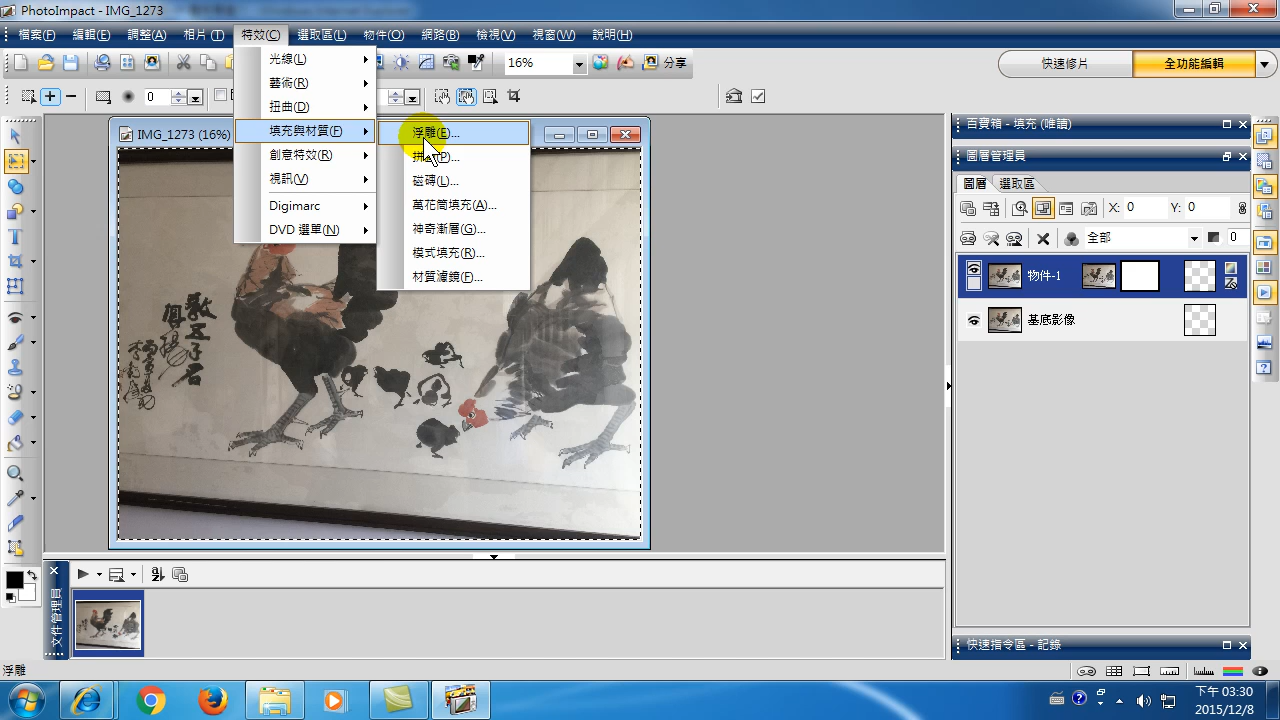 PhotoImpact - IMG_1273
檔案(F) 編輯(E) 調整(A) 相片(T) 特效(C) 選取區(L) 物件(O) 網路(B) 檢視(V) 視窗(W) 說明(H)
16% 分享 快速修片 全功能編輯
0
IMG_1273 (16%)
光線(L)
藝術(R)
扭曲(D)
填充與材質(F)
創意特效(R)
視訊(V)
Digimarc
DVD 選單(N)
浮雕(E)...
磁磚(L)...
萬花筒填充(A)...
神奇漸層(G)...
模式填充(R)...
材質濾鏡(F)...
百寶箱 - 填充 (唯讀)
圖層管理員
圖層 選取區
X: 0 Y: 0
全部 0
物件-1
基底影像
文件管理員
快速指令區 - 記錄
浮雕
下午 03:30
2015/12/8